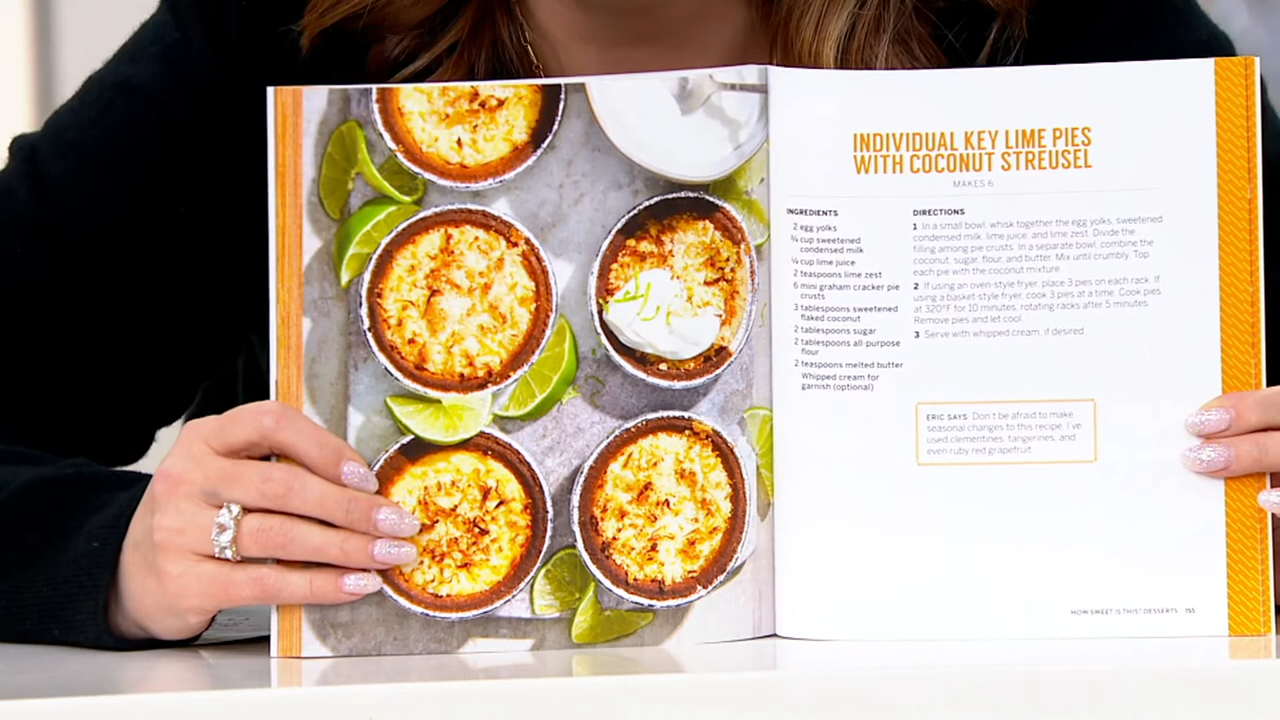 INDIVIDUAL KEY LIME PIES
WITH COCONUT STREUSEL
MAKES 6
INGREDIENTS
2 egg yolks
cup sweetened
condensed milk
cup lime juice
2 teaspoons lime zest
6 mini graham cracker pie
crusts
3 tablespoons sweetened
flaked coconut
2 tablespoons sugar
2 tablespoons all-purpose
flour
2 teaspoons melted butter
Whipped cream for
garnish (optional)
DIRECTIONS
1 In a small bowl, whisk together the egg yolks, sweetened
condensed milk, lime juice, and lime zest. Divide the
filling among pie crusts. In a separate bowl, combine the
coconut, sugar, flour, and butter. Mix until crumbly. Top
each pie with the coconut mixture.
2 If using an oven-style fryer, place 3 pies on each rack. If
using a basket-style fryer, cook 3 pies at a time. Cook pies
at 320°F for 10 minutes, rotating racks after 5 minutes.
Remove pies and let cool.
3 Serve with whipped cream, if desired.
ERIC SAYS: Don't be afraid to make
seasonal changes to this recipe. I've
used clementines, tangerines, and
even ruby red grapefruit.
HOW SWEET IS THIS? DESSERTS 155